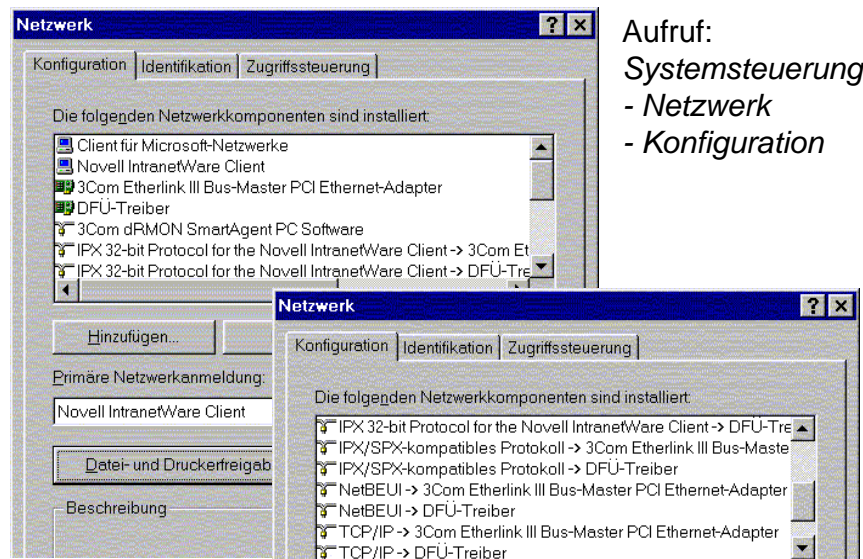 Netzwerk
Konfiguration Identifikation Zugriffssteuerung
Die folgenden Netzwerkkomponenten sind installiert:
Client für Microsoft-Netzwerke
Novell IntranetWare Client
3Com Etherlink III Bus-Master PCI Ethernet-Adapter
DFÜ-Treiber
3Com dRMON SmartAgent PC Software
IPX 32-bit Protocol for the Novell IntranetWare Client -> 3Com Et
IPX 32-bit Protocol for the Novell IntranetWare Client -> DFÜ-Tre
Hinzufügen...
Primäre Netzwerkanmeldung:
Novell IntranetWare Client
Datei- und Druckerfreigab
Beschreibung
Aufruf:
Systemsteuerung
- Netzwerk
- Konfiguration
Netzwerk
Konfiguration Identifikation Zugriffssteuerung
Die folgenden Netzwerkkomponenten sind installiert:
IPX 32-bit Protocol for the Novell IntranetWare Client -> DFÜ-Tre
IPX/SPX-kompatibles Protokoll -> 3Com Etherlink III Bus-Maste
IPX/SPX-kompatibles Protokoll -> DFÜ-Treiber
NetBEUI -> 3Com Etherlink III Bus-Master PCI Ethernet-Adapter
NetBEUI -> DFÜ-Treiber
TCP/IP -> 3Com Etherlink III Bus-Master PCI Ethernet-Adapter
TCP/IP -> DFÜ-Treiber